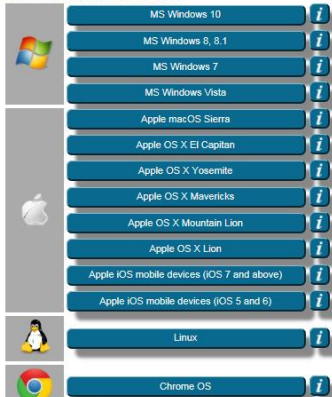 MS Windows 10 i
MS Windows 8, 8.1 i
MS Windows 7 i
MS Windows Vista i
Apple macOS Sierra i
Apple OS X El Capitan i
Apple OS X Yosemite i
Apple OS X Mavericks i
Apple OS X Mountain Lion i
Apple OS X Lion i
Apple iOS mobile devices (iOS 7 and above) i
Apple iOS mobile devices (iOS 5 and 6) i
Linux i
Chrome OS i